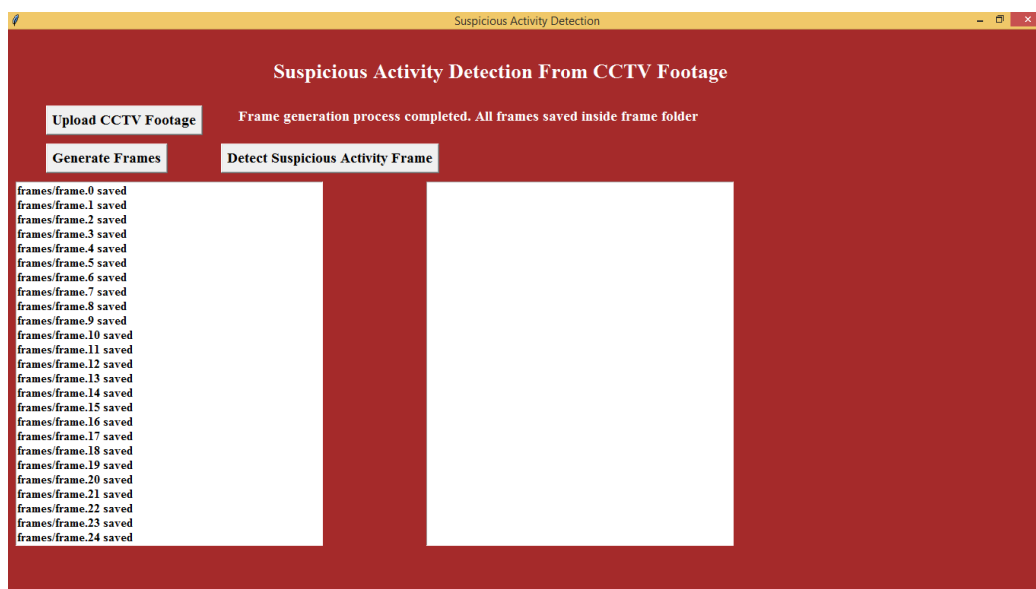 Suspicious Activity Detection
Suspicious Activity Detection From CCTV Footage
Upload CCTV Footage
Frame generation process completed. All frames saved inside frame folder
Generate Frames
Detect Suspicious Activity Frame
frames/frame.0 saved
frames/frame.1 saved
frames/frame.2 saved
frames/frame.3 saved
frames/frame.4 saved
frames/frame.5 saved
frames/frame.6 saved
frames/frame.7 saved
frames/frame.8 saved
frames/frame.9 saved
frames/frame.10 saved
frames/frame.11 saved
frames/frame.12 saved
frames/frame.13 saved
frames/frame.14 saved
frames/frame.15 saved
frames/frame.16 saved
frames/frame.17 saved
frames/frame.18 saved
frames/frame.19 saved
frames/frame.20 saved
frames/frame.21 saved
frames/frame.22 saved
frames/frame.23 saved
frames/frame.24 saved